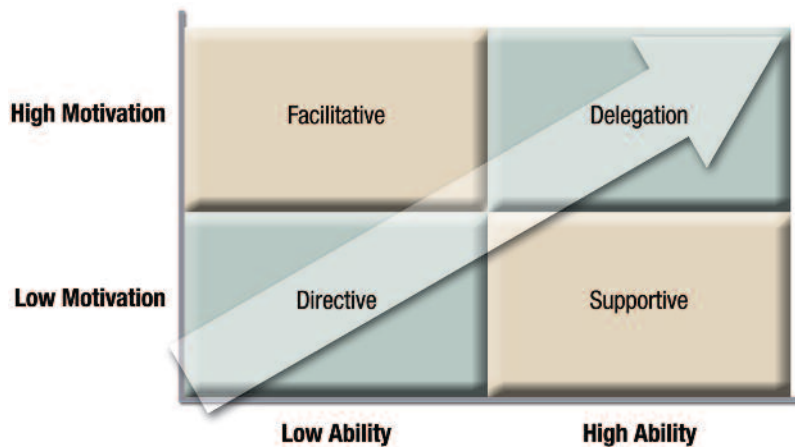 High Motivation
Facilitative
Delegation
Low Motivation
Directive
Supportive
Low Ability
High Ability